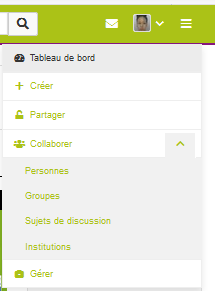 Tableau de bord
Créer
Partager
Collaborer
Personnes
Groupes
Sujets de discussion
Institutions
Gérer